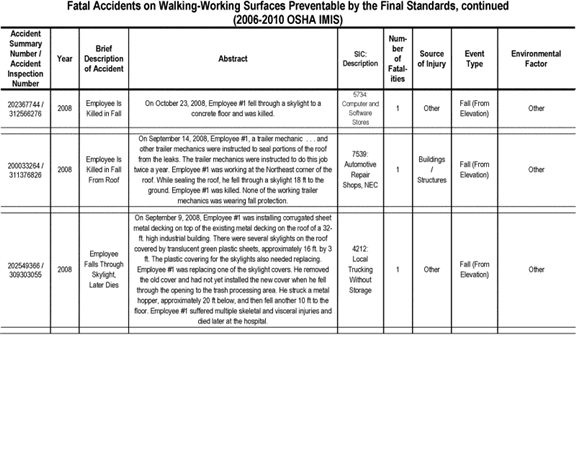 Fatal Accidents on Walking-Working Surfaces Preventable by the Final Standards, continued
(2006-2010 OSHA IMIS)
Accident
Summary
Number /
Accident
Inspection
Number
Year
Brief
Description
of Accident
Abstract
SIC:
Description
Num-
ber
of
Fatal-
ities
Source
of Injury
Event
Type
Environmental
Factor
202367744 /
312566276
2008
Employee Is
Killed in Fall
On October 23, 2008, Employee #1 fell through a skylight to a
concrete floor and was killed.
5734:
Computer and
Software
Stores
1
Other
Fall (From
Elevation)
Other
200033264 /
311376826
2008
Employee Is
Killed in Fall
From Roof
On September 14, 2008, Employee #1, a trailer mechanic . . . and
other trailer mechanics were instructed to seal portions of the roof
from the leaks. The trailer mechanics were instructed to do this job
twice a year. Employee #1 was working at the Northeast corner of the
roof. While sealing the roof, he fell through a skylight 18 ft to the
ground. Employee #1 was killed. None of the working trailer
mechanics was wearing fall protection.
7539:
Automotive
Repair
Shops, NEC
1
Buildings
/
Structures
Fall (From
Elevation)
Other
202549366 /
309303055
2008
Employee
Falls Through
Skylight,
Later Dies
On September 9, 2008, Employee #1 was installing corrugated sheet
metal decking on top of the existing metal decking on the roof of a 32-
ft. high industrial building. There were several skylights on the roof
covered by translucent green plastic sheets, approximately 16 ft. by 3
ft. The plastic covering for the skylights also needed replacing.
Employee #1 was replacing one of the skylight covers. He removed
the old cover and had not yet installed the new cover when he fell
through the opening to the trash processing area. He struck a metal
hopper, approximately 20 ft below, and then fell another 10 ft to the
floor. Employee #1 suffered multiple skeletal and visceral injuries and
died later at the hospital.
4212:
Local
Trucking
Without
Storage
1
Other
Fall (From
Elevation)
Other